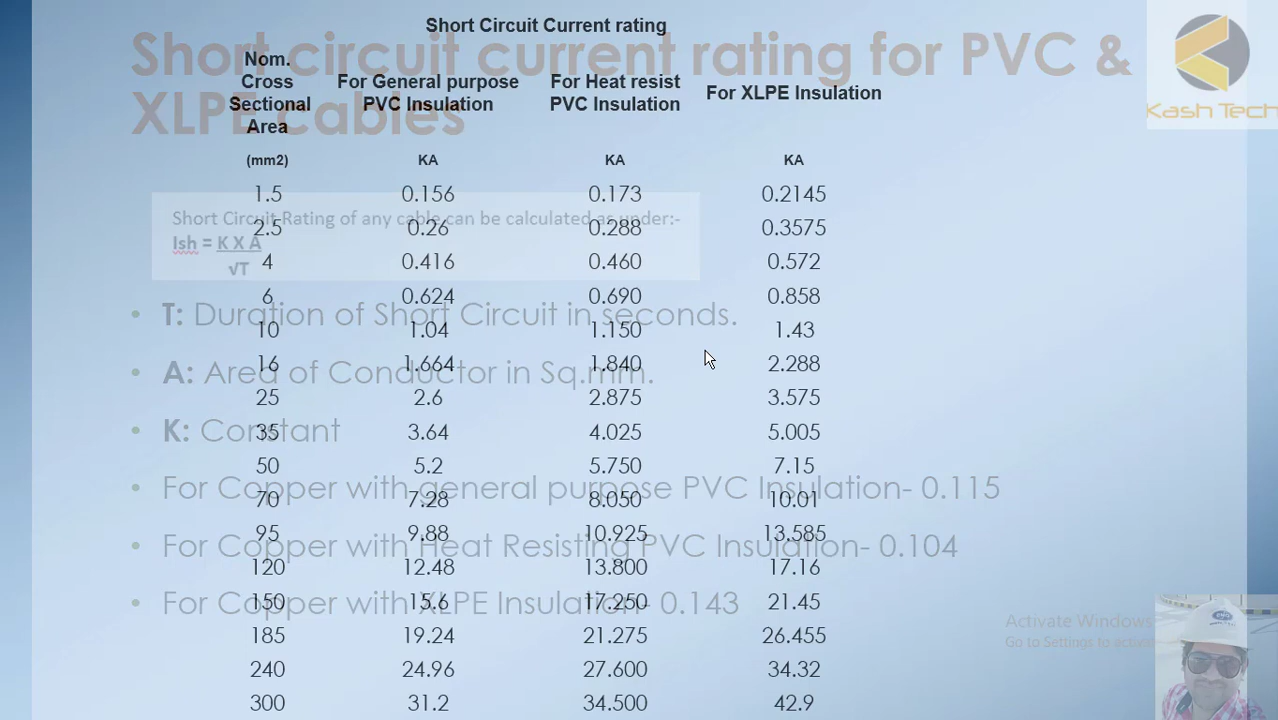 Short Circuit Current rating
Short circuit current rating for PVC &
XLPE cables
Kash Tech
Nom. Cross Sectional Area For General purpose PVC Insulation For Heat resist PVC Insulation For XLPE Insulation
(mm2) KA KA KA
1.5 0.156 0.173 0.2145
2.5 0.26 0.288 0.3575
4 0.416 0.460 0.572
6 0.624 0.690 0.858
10 1.04 1.150 1.43
16 1.664 1.840 2.288
25 2.6 2.875 3.575
35 3.64 4.025 5.005
50 5.2 5.750 7.15
70 7.28 8.050 10.01
95 9.88 10.925 13.585
120 12.48 13.800 17.16
150 15.6 17.250 21.45
185 19.24 21.275 26.455
240 24.96 27.600 34.32
300 31.2 34.500 42.9
Short Circuit Rating of any cable can be calculated as under:-
Ish = K X A
√T
• T: Duration of Short Circuit in seconds.
• A: Area of Conductor in Sq.mm.
• K: Constant
• For Copper with general purpose PVC Insulation- 0.115
• For Copper with Heat Resisting PVC Insulation- 0.104
• For Copper with XLPE Insulation- 0.143
Activate Windows
Go to Settings to activa